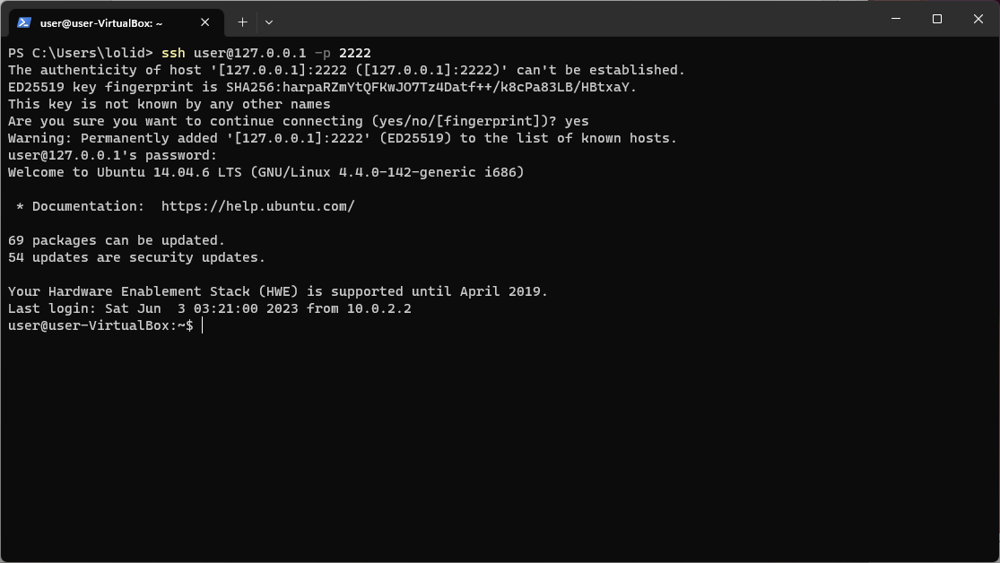 user@user-VirtualBox: ~
PS C:\Users\lolid> ssh user@127.0.0.1 -p 2222
The authenticity of host '[127.0.0.1]:2222 ([127.0.0.1]:2222)' can't be established.
ED25519 key fingerprint is SHA256:harpaRZmYtQFKwJO7Tz4Datf++/k8cPa83LB/HBtxaY.
This key is not known by any other names
Are you sure you want to continue connecting (yes/no/[fingerprint])? yes
Warning: Permanently added '[127.0.0.1]:2222' (ED25519) to the list of known hosts.
user@127.0.0.1's password:
Welcome to Ubuntu 14.04.6 LTS (GNU/Linux 4.4.0-142-generic i686)
* Documentation:  https://help.ubuntu.com/
69 packages can be updated.
54 updates are security updates.
Your Hardware Enablement Stack (HWE) is supported until April 2019.
Last login: Sat Jun  3 03:21:00 2023 from 10.0.2.2
user@user-VirtualBox:~$